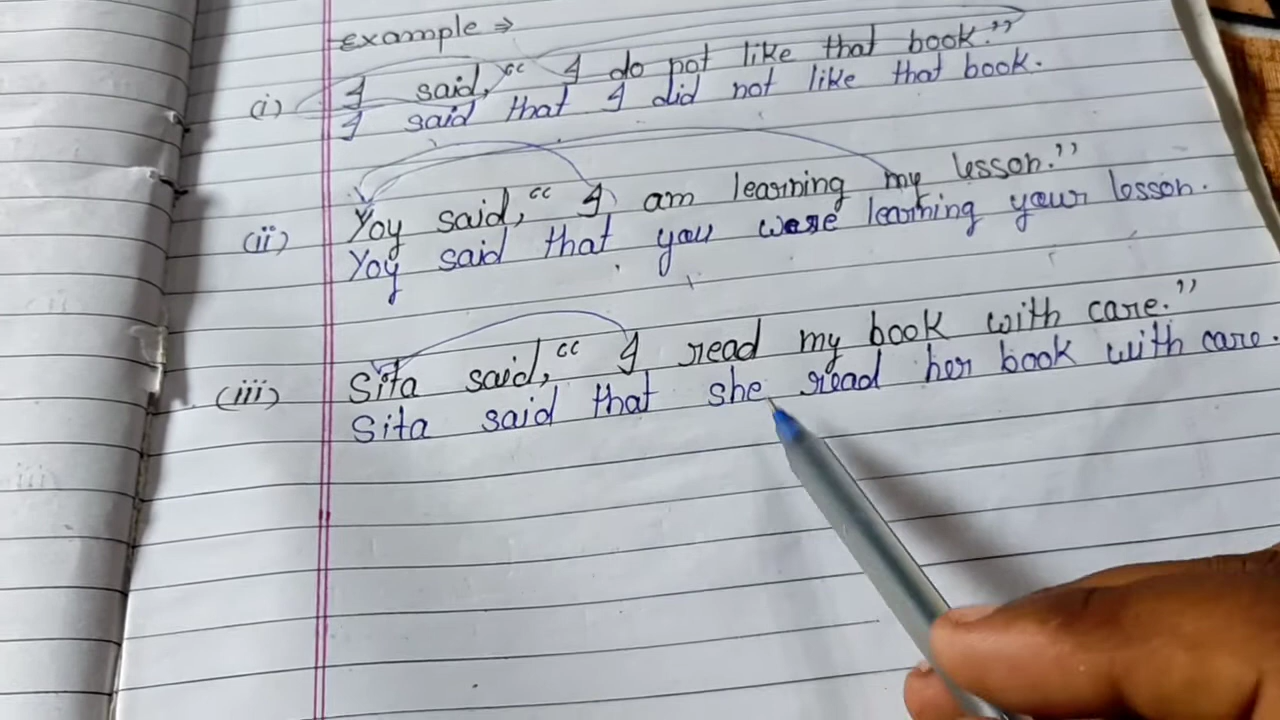 Example ⇒
(i) I said, “ I do not like that book.”
I said that I did not like that book.
(ii) Yoy said, “ I am learning my lesson.”
Yoy said that you were learning your lesson.
(iii) Sita said, “ I read my book with care.”
Sita said that she read her book with care.